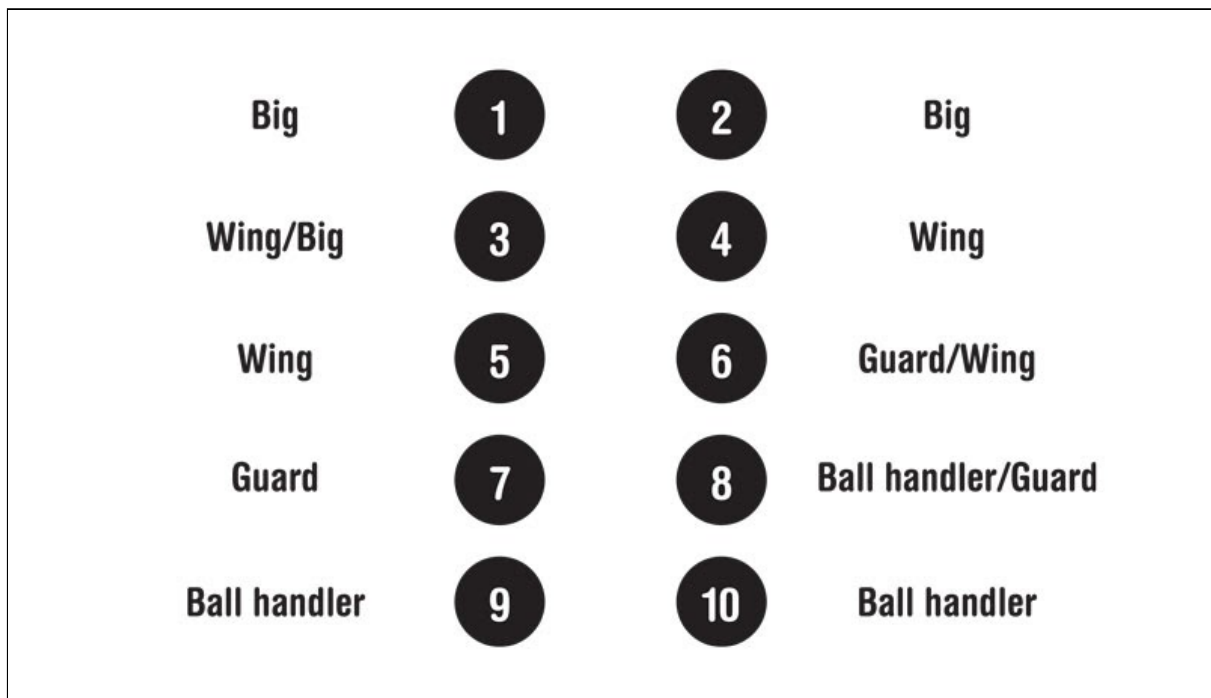 Big 1 2 Big
Wing/Big 3 4 Wing
Wing 5 6 Guard/Wing
Guard 7 8 Ball handler/Guard
Ball handler 9 10 Ball handler